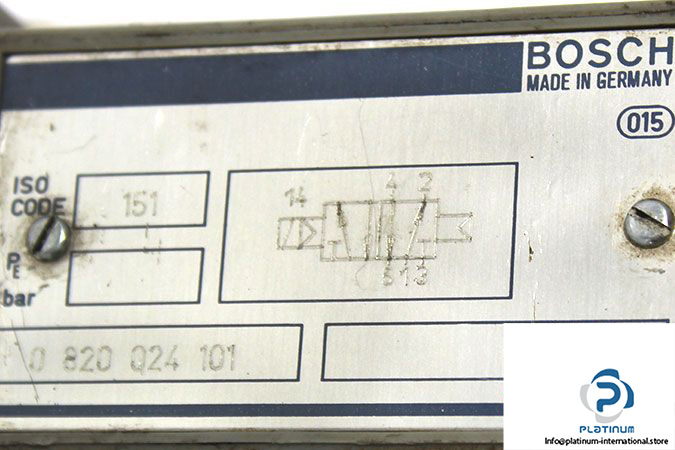 BOSCH
MADE IN GERMANY
015
ISO
CODE
151
14
4 2
5 1 3
PE
bar
0 820 024 101
PLATINUM
Info@platinum-international.store